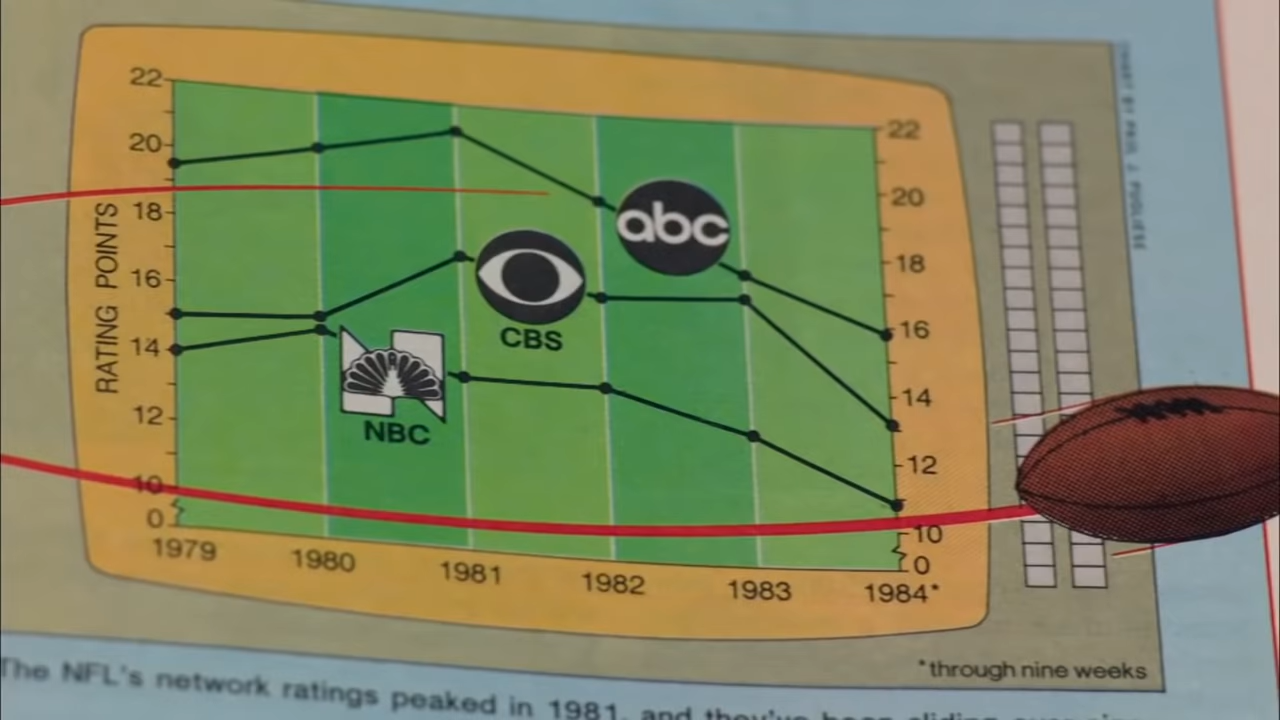 22
20
18
16
14
12
10
0
RATING POINTS
22
20
18
16
14
12
10
0
abc
CBS
NBC
1979 1980 1981 1982 1983 1984*
*through nine weeks
The NFL's network ratings peaked in 1981, and they've been sliding